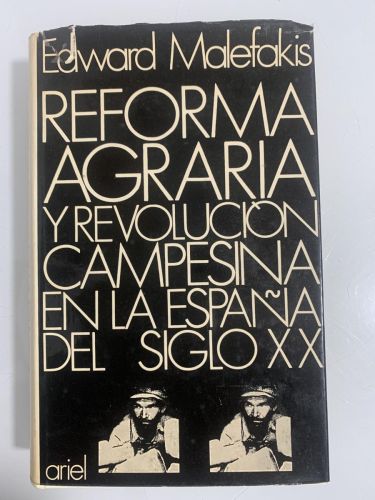 Edward Malefakis
REFORMA
AGRARIA
Y REVOLUCIÓN
CAMPESINA
EN LA ESPAÑA
DEL SIGLO XX
ariel